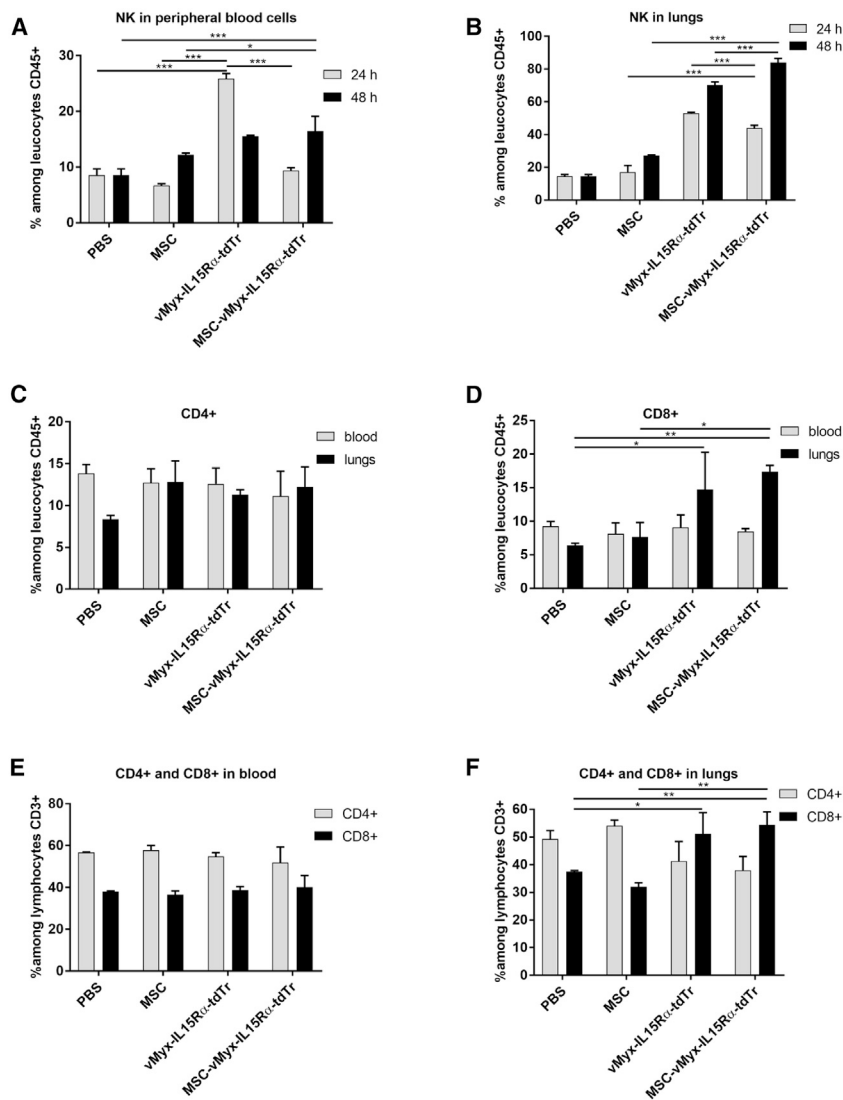 A
NK in peripheral blood cells
% among leucocytes CD45+
30
20
10
0
***
*
***
***
***
24 h
48 h
PBS
MSC
vMyx-IL15Rα-tdTr
MSC-vMyx-IL15Rα-tdTr
B
NK in lungs
% among leucocytes CD45+
100
80
60
40
20
0
***
***
***
***
24 h
48 h
PBS
MSC
vMyx-IL15Rα-tdTr
MSC-vMyx-IL15Rα-tdTr
C
CD4+
%among leucocytes CD45+
20
15
10
5
0
blood
lungs
PBS
MSC
vMyx-IL15Rα-tdTr
MSC-vMyx-IL15Rα-tdTr
D
CD8+
%among leucocytes CD45+
25
20
15
10
5
0
*
**
*
blood
lungs
PBS
MSC
vMyx-IL15Rα-tdTr
MSC-vMyx-IL15Rα-tdTr
E
CD4+ and CD8+ in blood
%among lymphocytes CD3+
80
60
40
20
0
CD4+
CD8+
PBS
MSC
vMyx-IL15Rα-tdTr
MSC-vMyx-IL15Rα-tdTr
F
CD4+ and CD8+ in lungs
%among lymphocytes CD3+
60
50
40
30
20
10
0
**
**
*
CD4+
CD8+
PBS
MSC
vMyx-IL15Rα-tdTr
MSC-vMyx-IL15Rα-tdTr